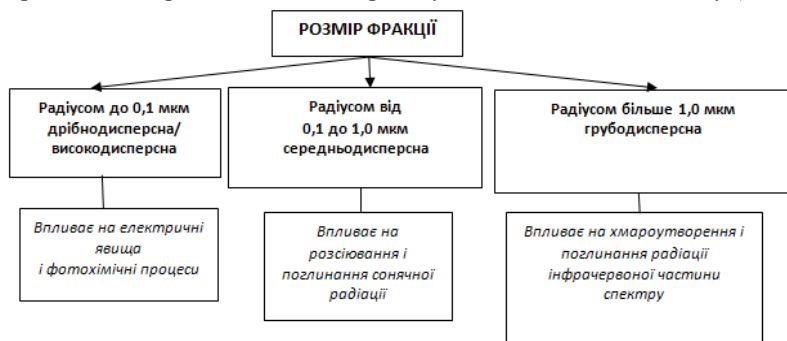 РОЗМІР ФРАКЦІЇ
Радіусом до 0,1 мкм
дрібнодисперсна/
високодисперсна
Радіусом від
0,1 до 1,0 мкм
середньодисперсна
Радіусом більше 1,0 мкм
грубодисперсна
Впливає на електричні
явища
і фотохімічні процеси
Впливає на
розсіювання і
поглинання сонячної
радіації
Впливає на хмароутворення і
поглинання радіації
інфрачервоної частини
спектру